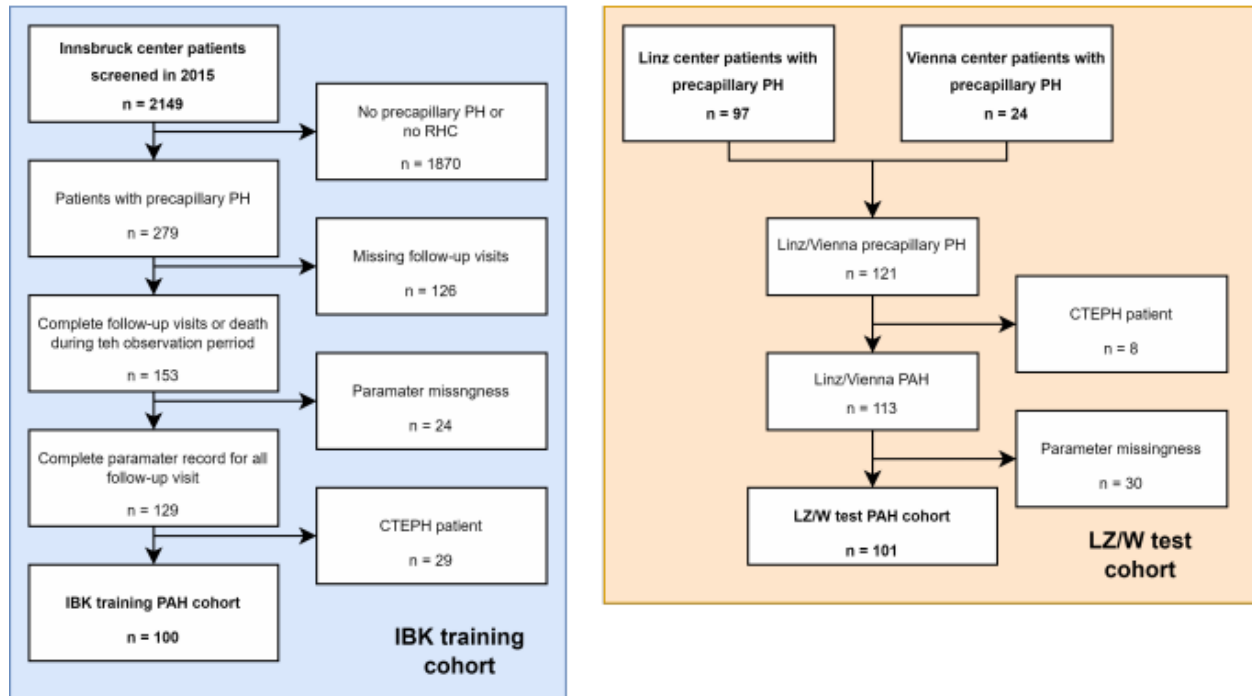 Innsbruck center patients
screened in 2015
n = 2149
No precapillary PH or
no RHC
n = 1870
Patients with precapillary PH
n = 279
Missing follow-up visits
n = 126
Complete follow-up visits or death
during teh observation perriod
n = 153
Paramater missngness
n = 24
Complete paramater record for all
follow-up visit
n = 129
CTEPH patient
n = 29
IBK training PAH cohort
n = 100
IBK training
cohort
Linz center patients with
precapillary PH
n = 97
Vienna center patients with
precapillary PH
n = 24
Linz/Vienna precapillary PH
n = 121
CTEPH patient
n = 8
Linz/Vienna PAH
n = 113
Parameter missingness
n = 30
LZ/W test PAH cohort
n = 101
LZ/W test
cohort